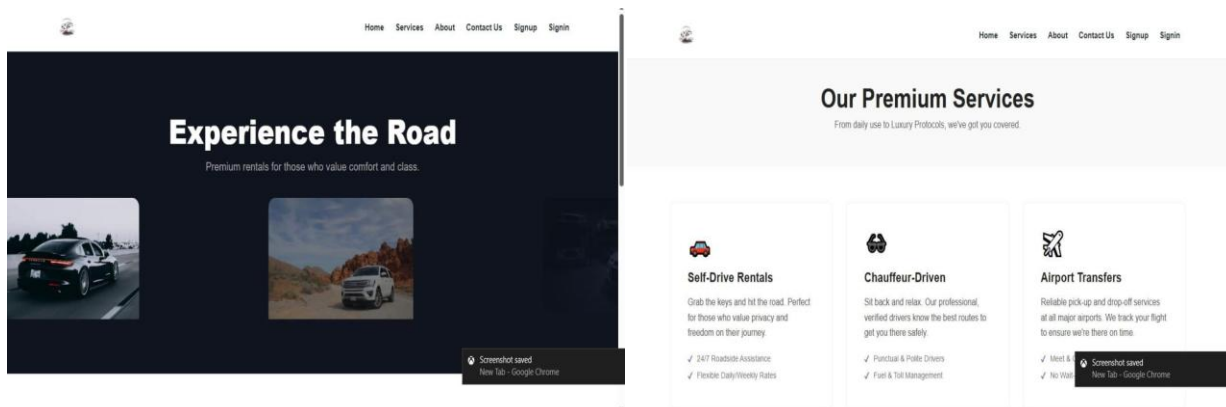 Home Services About Contact Us Signup Signin
Experience the Road
Premium rentals for those who value comfort and class.
Screenshot saved
New Tab - Google Chrome
Home Services About Contact Us Signup Signin
Our Premium Services
From daily use to Luxury Protocols, we've got you covered.
Self-Drive Rentals
Grab the keys and hit the road. Perfect
for those who value privacy and
freedom on their journey.
✓ 24/7 Roadside Assistance
✓ Flexible Daily/Weekly Rates
Chauffeur-Driven
Sit back and relax. Our professional,
verified drivers know the best routes to
get you there safely.
✓ Punctual & Polite Drivers
✓ Fuel & Toll Management
Airport Transfers
Reliable pick-up and drop-off services
at all major airports. We track your flight
to ensure we're there on time.
✓ Meet &
✓ No Wait
Screenshot saved
New Tab - Google Chrome